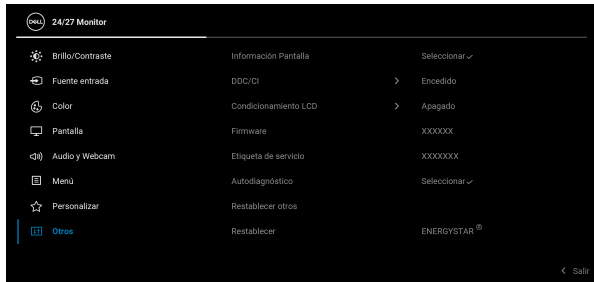 DELL 24/27 Monitor
Brillo/Contraste Información Pantalla Seleccionar✓
Fuente entrada DDC/CI > Encedido
Color Condicionamiento LCD > Apagado
Pantalla Firmware XXXXXX
Audio y Webcam Etiqueta de servicio XXXXXXX
Menú Autodiagnóstico Seleccionar✓
Personalizar Restablecer otros
Otros Restablecer ENERGYSTAR ®
< Salir